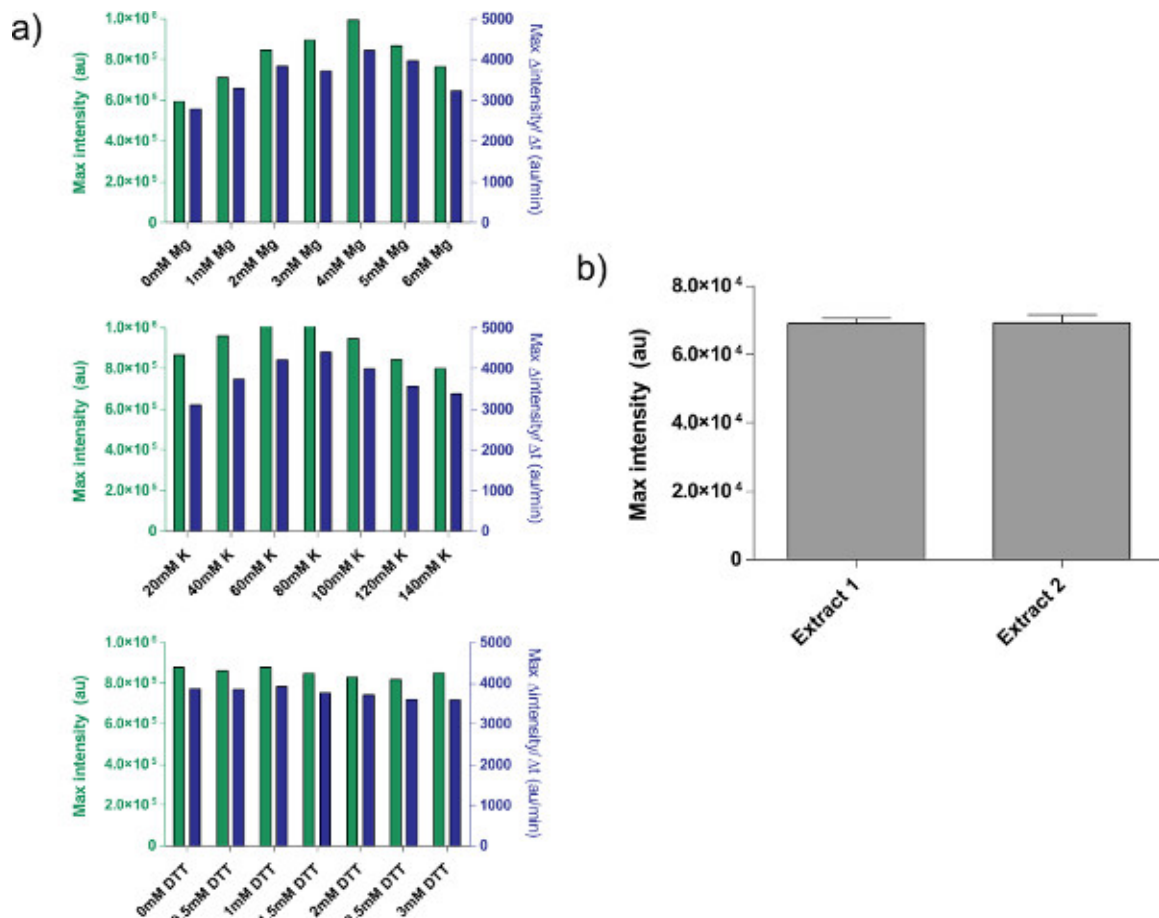 a)
Max intensity (au)
1.0×10⁶
8.0×10⁵
6.0×10⁵
4.0×10⁵
2.0×10⁵
0
5000
4000
3000
2000
1000
0
Max Δintensity/ Δt (au/min)
0mM Mg
1mM Mg
2mM Mg
3mM Mg
4mM Mg
5mM Mg
6mM Mg
Max intensity (au)
1.0×10⁶
8.0×10⁵
6.0×10⁵
4.0×10⁵
2.0×10⁵
0
5000
4000
3000
2000
1000
0
Max Δintensity/ Δt (au/min)
20mM K
40mM K
60mM K
80mM K
100mM K
120mM K
140mM K
Max intensity (au)
1.0×10⁶
8.0×10⁵
6.0×10⁵
4.0×10⁵
2.0×10⁵
0
5000
4000
3000
2000
1000
0
Max Δintensity/ Δt (au/min)
0mM DTT
.5mM DTT
1mM DTT
.5mM DTT
2mM DTT
.5mM DTT
3mM DTT
b)
Max intensity (au)
8.0×10⁴
6.0×10⁴
4.0×10⁴
2.0×10⁴
0
Extract 1
Extract 2